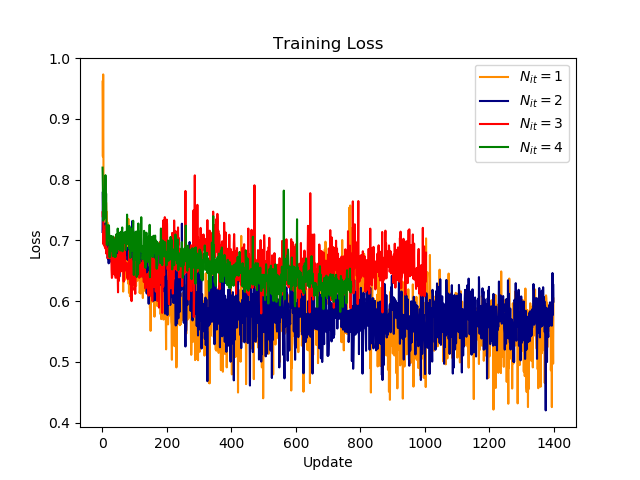 Training Loss
1.0
0.9
0.8
0.7
0.6
0.5
0.4
Loss
N_it = 1
N_it = 2
N_it = 3
N_it = 4
0 200 400 600 800 1000 1200 1400
Update